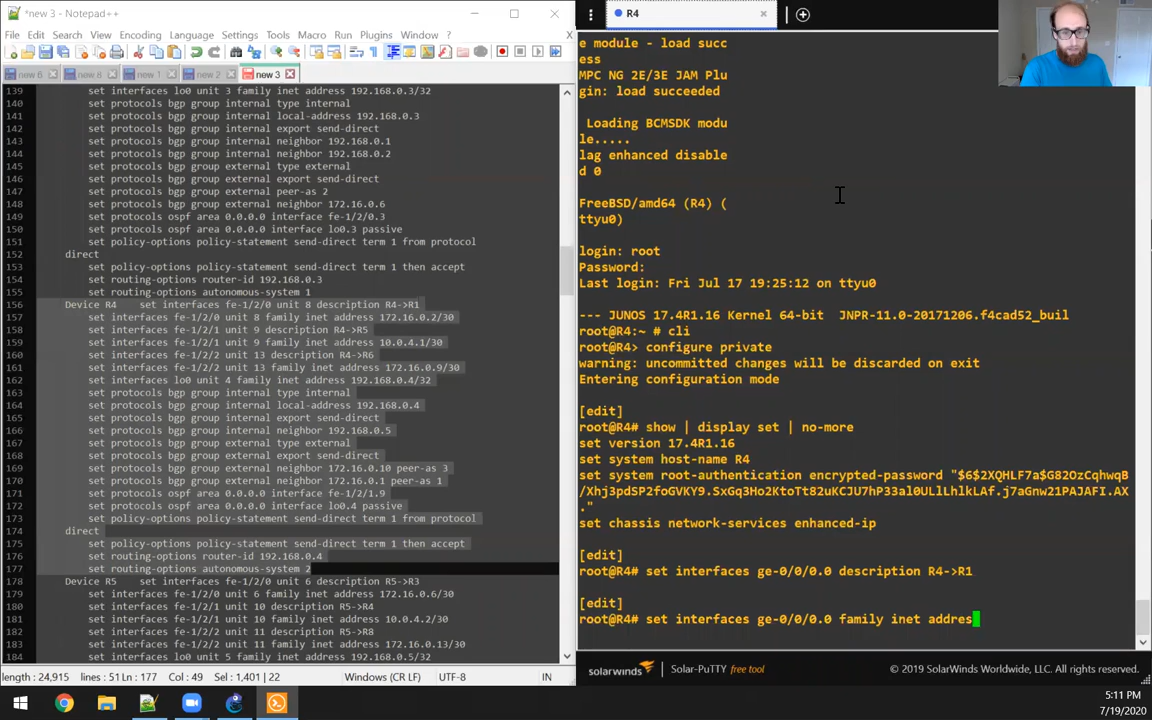 *new 3 - Notepad++
File Edit Search View Encoding Language Settings Tools Macro Run Plugins Window ?
new 6 new 8 new 1 new 2 new 3
139 set interfaces lo0 unit 3 family inet address 192.168.0.3/32
140 set protocols bgp group internal type internal
141 set protocols bgp group internal local-address 192.168.0.3
142 set protocols bgp group internal export send-direct
143 set protocols bgp group internal neighbor 192.168.0.1
144 set protocols bgp group internal neighbor 192.168.0.2
145 set protocols bgp group external type external
146 set protocols bgp group external export send-direct
147 set protocols bgp group external peer-as 2
148 set protocols bgp group external neighbor 172.16.0.6
149 set protocols ospf area 0.0.0.0 interface fe-1/2/0.3
150 set protocols ospf area 0.0.0.0 interface lo0.3 passive
151 set policy-options policy-statement send-direct term 1 from protocol
152 direct
153 set policy-options policy-statement send-direct term 1 then accept
154 set routing-options router-id 192.168.0.3
155 set routing-options autonomous-system 1
156 Device R4 set interfaces fe-1/2/0 unit 8 description R4->R1
157 set interfaces fe-1/2/0 unit 8 family inet address 172.16.0.2/30
158 set interfaces fe-1/2/1 unit 9 description R4->R5
159 set interfaces fe-1/2/1 unit 9 family inet address 10.0.4.1/30
160 set interfaces fe-1/2/2 unit 13 description R4->R6
161 set interfaces fe-1/2/2 unit 13 family inet address 172.16.0.9/30
162 set interfaces lo0 unit 4 family inet address 192.168.0.4/32
163 set protocols bgp group internal type internal
164 set protocols bgp group internal local-address 192.168.0.4
165 set protocols bgp group internal export send-direct
166 set protocols bgp group internal neighbor 192.168.0.5
167 set protocols bgp group external type external
168 set protocols bgp group external export send-direct
169 set protocols bgp group external neighbor 172.16.0.10 peer-as 3
170 set protocols bgp group external neighbor 172.16.0.1 peer-as 1
171 set protocols ospf area 0.0.0.0 interface fe-1/2/1.9
172 set protocols ospf area 0.0.0.0 interface lo0.4 passive
173 set policy-options policy-statement send-direct term 1 from protocol
174 direct
175 set policy-options policy-statement send-direct term 1 then accept
176 set routing-options router-id 192.168.0.4
177 set routing-options autonomous-system 2
178 Device R5 set interfaces fe-1/2/0 unit 6 description R5->R3
179 set interfaces fe-1/2/0 unit 6 family inet address 172.16.0.6/30
180 set interfaces fe-1/2/1 unit 10 description R5->R4
181 set interfaces fe-1/2/1 unit 10 family inet address 10.0.4.2/30
182 set interfaces fe-1/2/2 unit 11 description R5->R8
183 set interfaces fe-1/2/2 unit 11 family inet address 172.16.0.13/30
184 set interfaces lo0 unit 5 family inet address 192.168.0.5/32
length : 24,915 lines : 51 Ln : 177 Col : 49 Sel : 1,401 | 22 Windows (CR LF) UTF-8 IN
R4
e module - load succ
ess
MPC NG 2E/3E JAM Plu
gin: load succeeded
Loading BCMSDK modu
le.....
lag enhanced disable
d 0
FreeBSD/amd64 (R4) (
ttyu0)
login: root
Password:
Last login: Fri Jul 17 19:25:12 on ttyu0
--- JUNOS 17.4R1.16 Kernel 64-bit JNPR-11.0-20171206.f4cad52_buil
root@R4:~ # cli
root@R4> configure private
warning: uncommitted changes will be discarded on exit
Entering configuration mode
[edit]
root@R4# show | display set | no-more
set version 17.4R1.16
set system host-name R4
set system root-authentication encrypted-password "$6$2XQHLF7a$G82OzCqhwqB
/Xhj3pdSP2foGVKY9.SxGq3Ho2KtoTt82uKCJU7hP33al0ULlLhlkLAf.j7aGnw21PAJAFI.AX
."
set chassis network-services enhanced-ip
[edit]
root@R4# set interfaces ge-0/0/0.0 description R4->R1
[edit]
root@R4# set interfaces ge-0/0/0.0 family inet addres
solarwinds Solar-PuTTY free tool © 2019 SolarWinds Worldwide, LLC. All rights reserved.
5:11 PM
7/19/2020